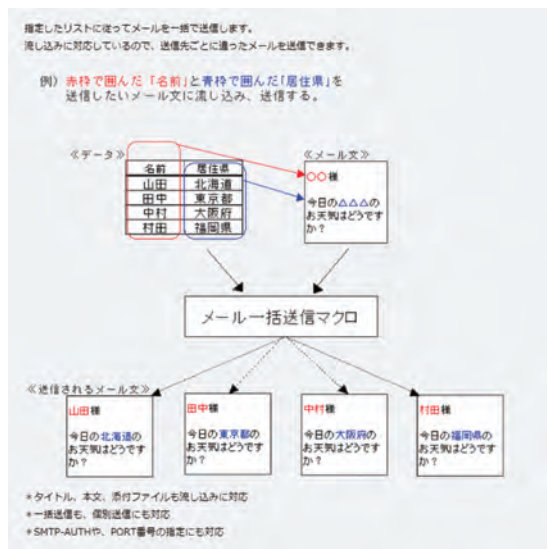 指定したリストに従ってメールを一括で送信します。
流し込みに対応しているので、送信先ごとに違ったメールを送信できます。
例）赤枠で囲んだ「名前」と青枠で囲んだ「居住県」を
送信したいメール文に流し込み、送信する。
≪データ≫
名前 居住県
山田 北海道
田中 東京都
中村 大阪府
村田 福岡県
≪メール文≫
〇〇様
今日の△△△の
お天気はどうです
か？
メール一括送信マクロ
≪送信されるメール文≫
山田様
今日の北海道の
お天気はどうです
か？
田中様
今日の東京都の
お天気はどうです
か？
中村様
今日の大阪府の
お天気はどうです
か？
村田様
今日の福岡県の
お天気はどうです
か？
*タイトル、本文、添付ファイルも流し込みに対応
*一括送信も、個別送信にも対応
*SMTP-AUTHや、PORT番号の指定にも対応